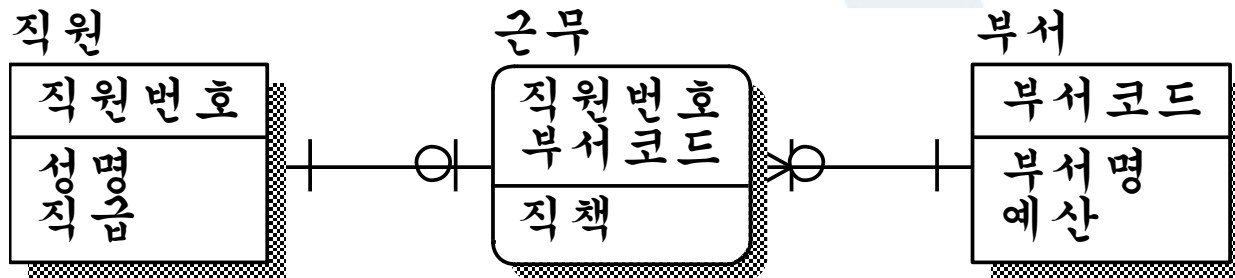 직원
직원번호
성명
직급
근무
직원번호
부서코드
직책
부서
부서코드
부서명
예산